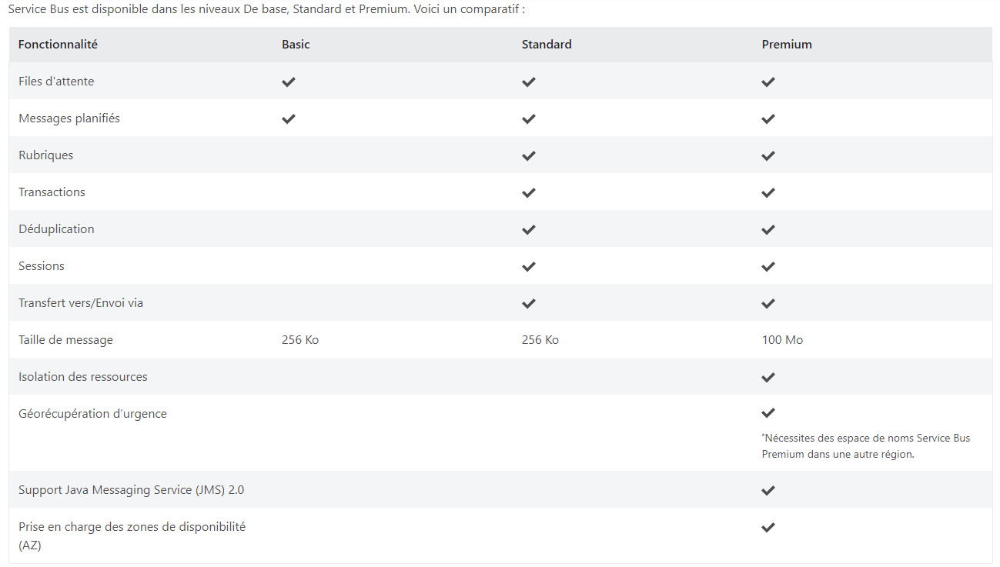 Service Bus est disponible dans les niveaux De base, Standard et Premium. Voici un comparatif :
Fonctionnalité Basic Standard Premium
Files d'attente ✔ ✔ ✔
Messages planifiés ✔ ✔ ✔
Rubriques ✔ ✔
Transactions ✔ ✔
Déduplication ✔ ✔
Sessions ✔ ✔
Transfert vers/Envoi via ✔ ✔
Taille de message 256 Ko 256 Ko 100 Mo
Isolation des ressources ✔
Géorécupération d'urgence ✔
*Nécessites des espace de noms Service Bus
Premium dans une autre région.
Support Java Messaging Service (JMS) 2.0 ✔
Prise en charge des zones de disponibilité ✔
(AZ)